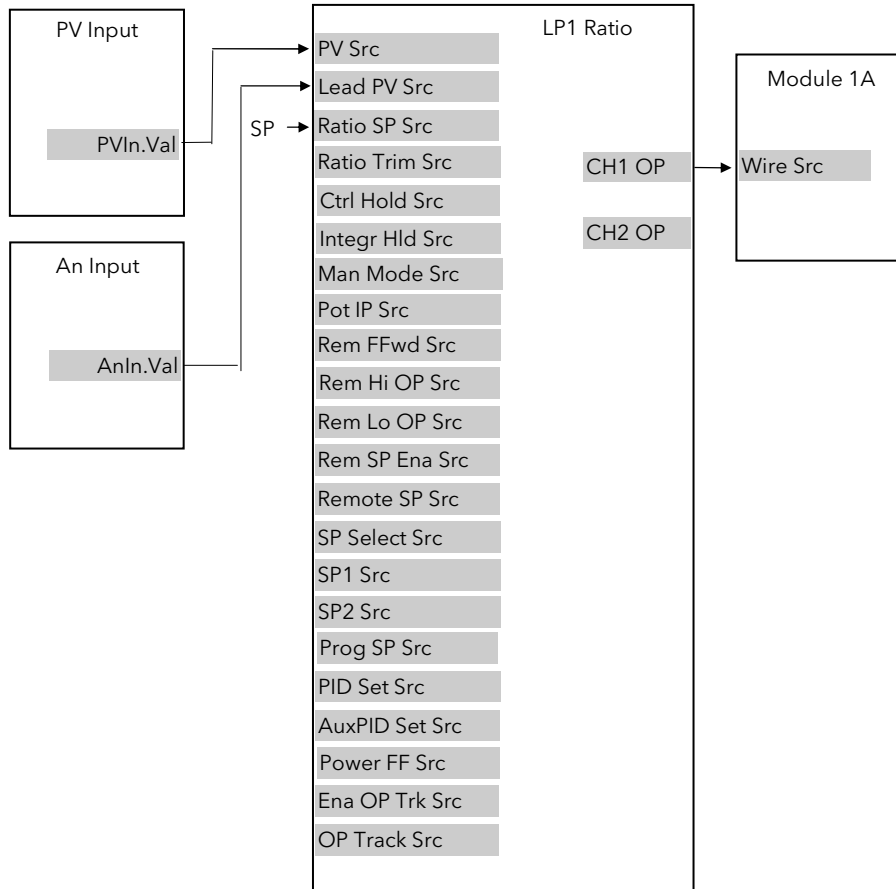 PV Input
PVIn.Val
An Input
AnIn.Val
SP
LP1 Ratio
PV Src
Lead PV Src
Ratio SP Src
Ratio Trim Src
Ctrl Hold Src
Integr Hld Src
Man Mode Src
Pot IP Src
Rem FFwd Src
Rem Hi OP Src
Rem Lo OP Src
Rem SP Ena Src
Remote SP Src
SP Select Src
SP1 Src
SP2 Src
Prog SP Src
PID Set Src
AuxPID Set Src
Power FF Src
Ena OP Trk Src
OP Track Src
CH1 OP
CH2 OP
Module 1A
Wire Src